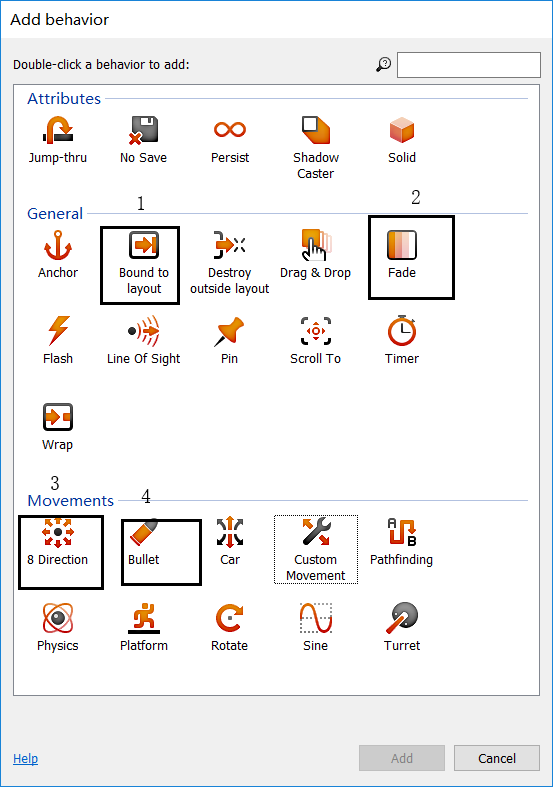 Add behavior
Double-click a behavior to add:
Attributes
Jump-thru No Save Persist Shadow Caster Solid
1 2
General
Anchor Bound to layout Destroy outside layout Drag & Drop Fade
Flash Line Of Sight Pin Scroll To Timer
Wrap
3 4
Movements
8 Direction Bullet Car Custom Movement Pathfinding
A B
Physics Platform Rotate Sine Turret
Help Add Cancel